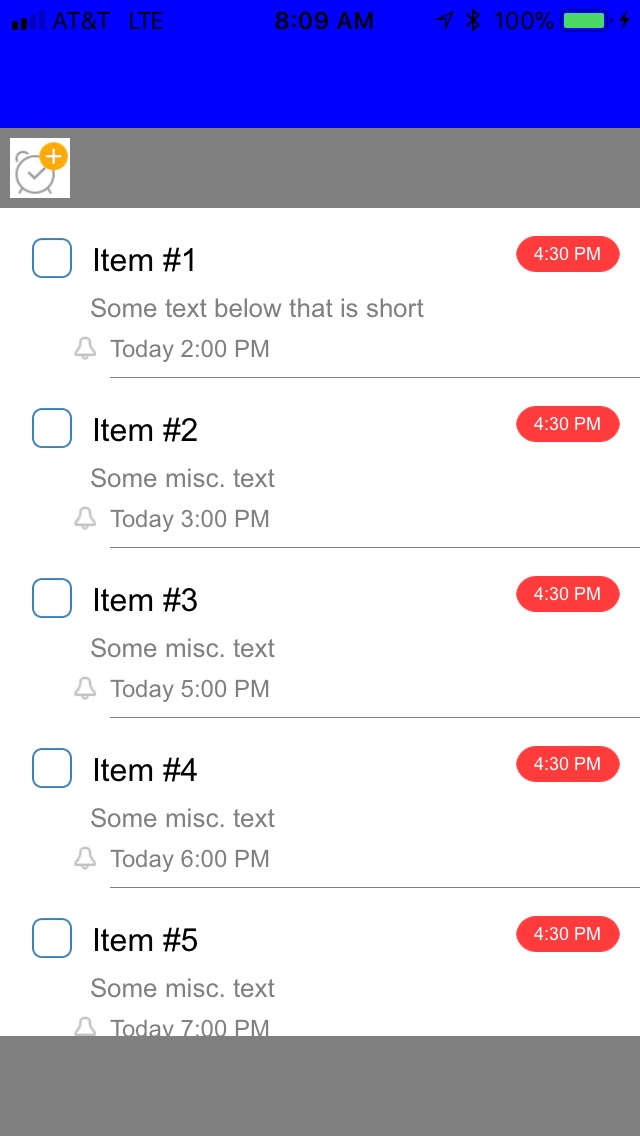 AT&T LTE 8:09 AM 100%
Item #1 4:30 PM
Some text below that is short
Today 2:00 PM
Item #2 4:30 PM
Some misc. text
Today 3:00 PM
Item #3 4:30 PM
Some misc. text
Today 5:00 PM
Item #4 4:30 PM
Some misc. text
Today 6:00 PM
Item #5 4:30 PM
Some misc. text
Today 7:00 PM